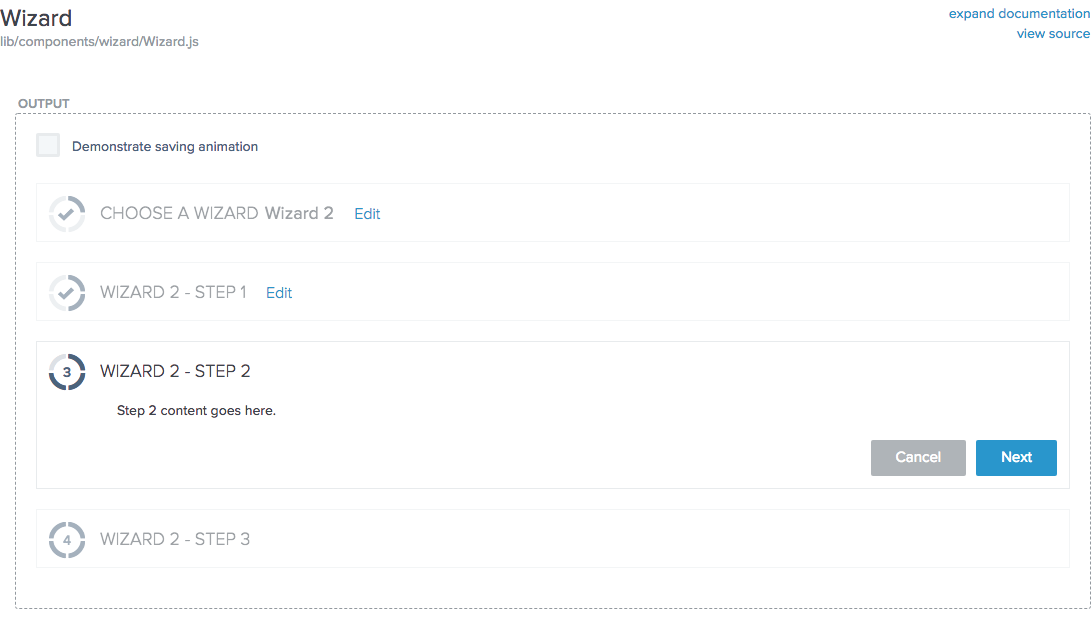 Wizard
expand documentation
lib/components/wizard/Wizard.js
view source
OUTPUT
Demonstrate saving animation
CHOOSE A WIZARD Wizard 2 Edit
WIZARD 2 - STEP 1 Edit
3 WIZARD 2 - STEP 2
Step 2 content goes here.
Cancel Next
4 WIZARD 2 - STEP 3